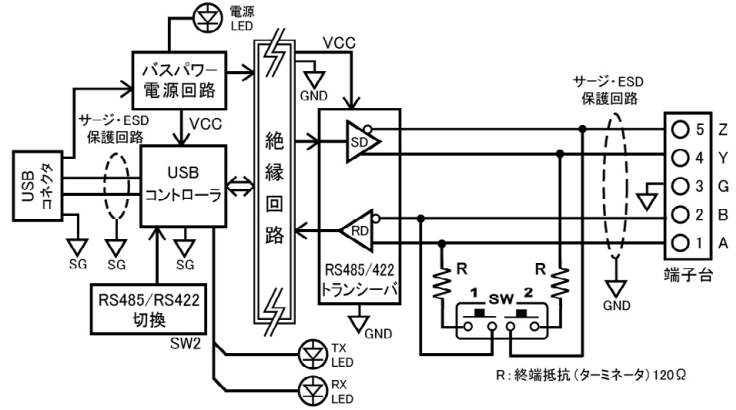 電源
LED
バスパワー
電源回路
VCC
GND
VCC
サージ・ESD
保護回路
サージ・ESD
保護回路
USB
コネクタ
USB
コントローラ
絶縁回路
SD
RD
RS485/422
トランシーバ
5 Z
4 Y
3 G
2 B
1 A
端子台
SG
SG
SG
R
R
1 SW 2
GND
GND
RS485/RS422
切換
SW2
TX
LED
RX
LED
R:終端抵抗(ターミネータ)120Ω